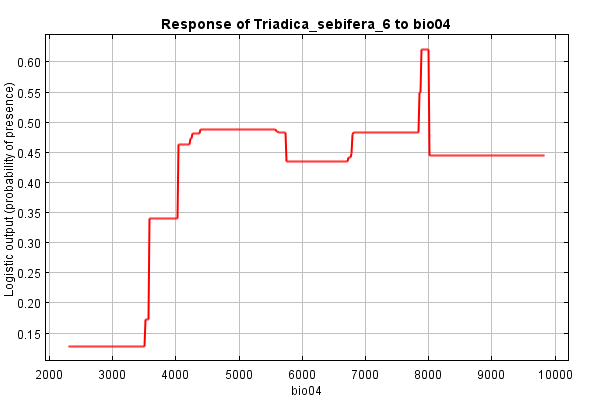 Response of Triadica_sebifera_6 to bio04
Logistic output (probability of presence)
0.60
0.55
0.50
0.45
0.40
0.35
0.30
0.25
0.20
0.15
2000 3000 4000 5000 6000 7000 8000 9000 10000
bio04